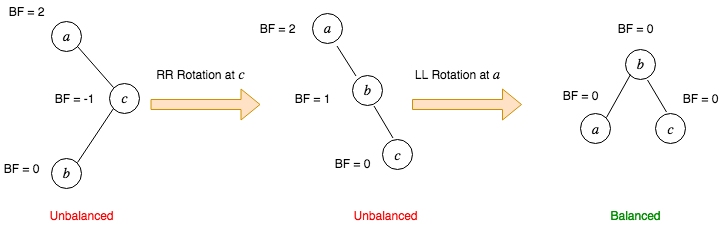 BF = 2
a
BF = -1
c
BF = 0
b
Unbalanced
RR Rotation at c
BF = 2
a
BF = 1
b
BF = 0
c
Unbalanced
LL Rotation at a
BF = 0
b
BF = 0
a
BF = 0
c
Balanced